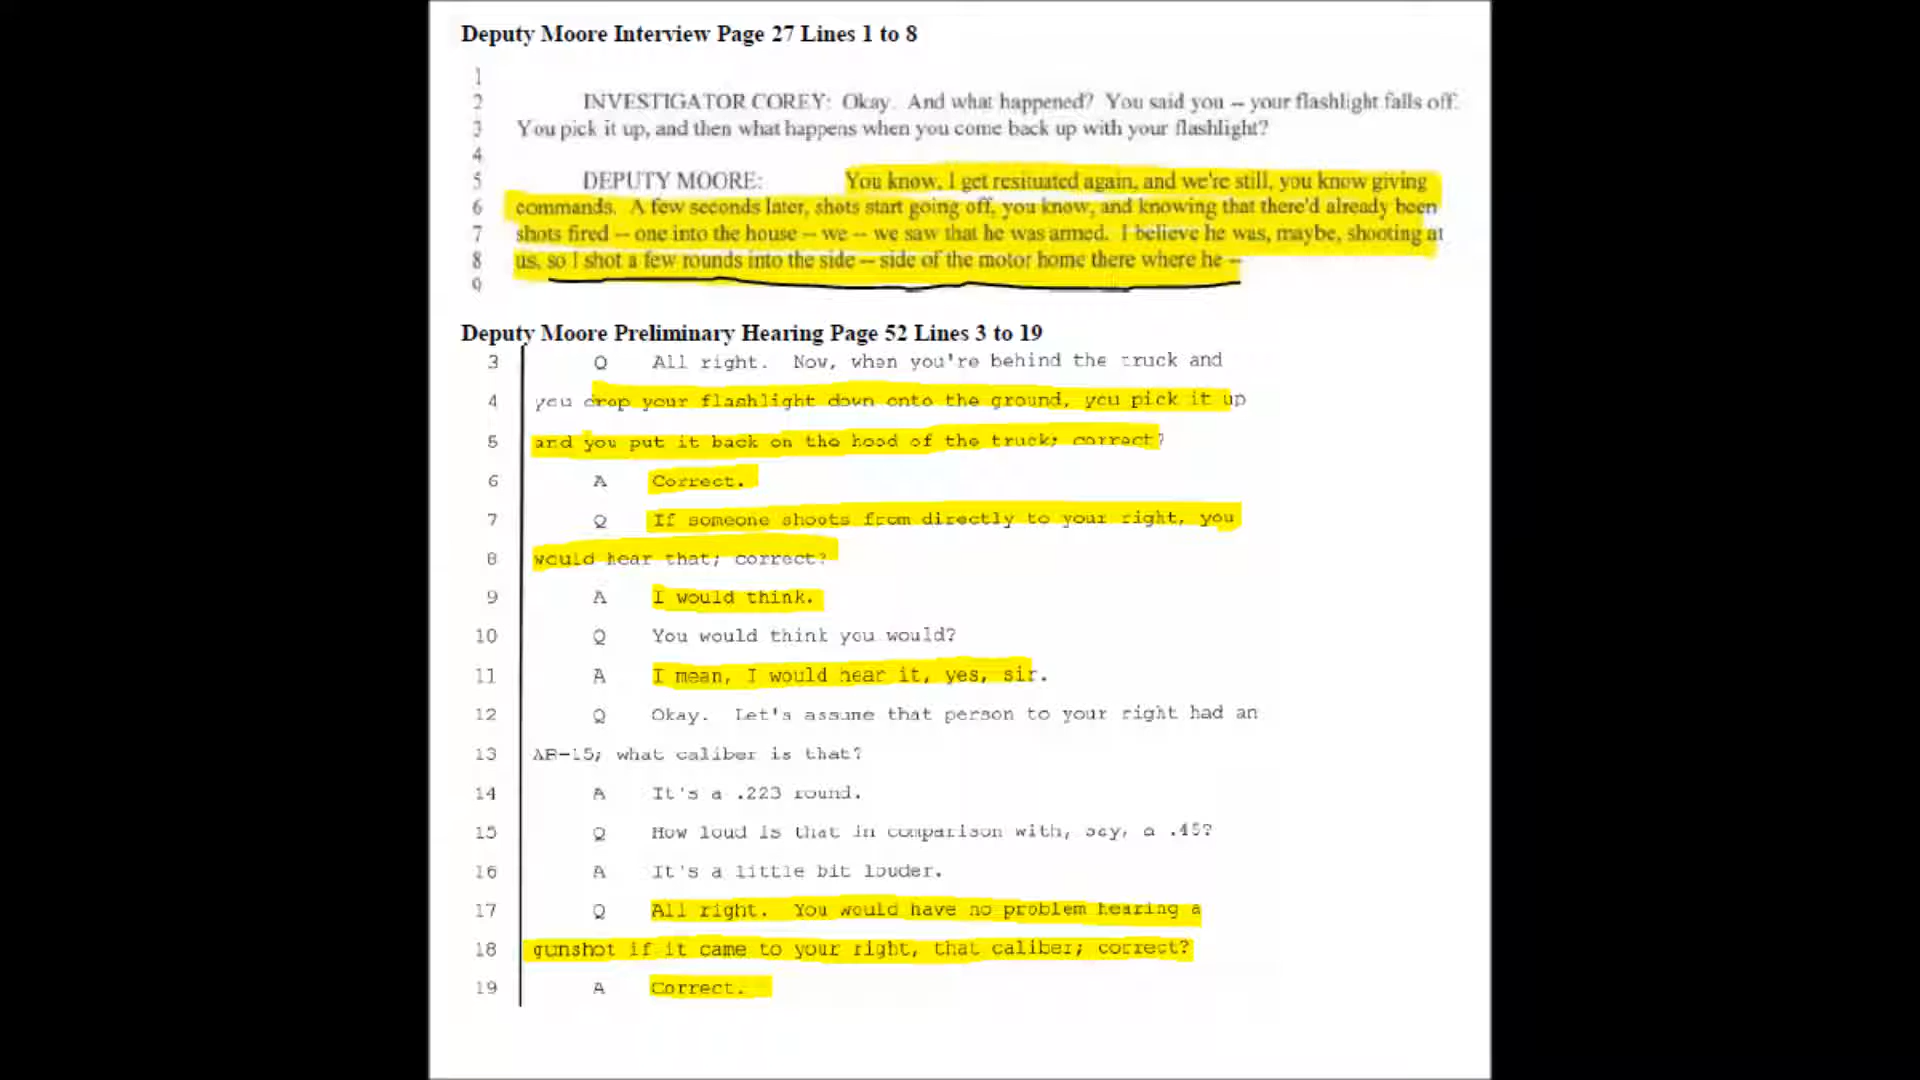 Deputy Moore Interview Page 27 Lines 1 to 8
1
2 INVESTIGATOR COREY: Okay. And what happened? You said you – your flashlight falls off.
3 You pick it up, and then what happens when you come back up with your flashlight?
4
5 DEPUTY MOORE: You know, I get resituated again, and we're still, you know giving
6 commands. A few seconds later, shots start going off, you know, and knowing that there'd already been
7 shots fired – one into the house – we – we saw that he was armed. I believe he was, maybe, shooting at
8 us, so I shot a few rounds into the side – side of the motor home there where he –
9
Deputy Moore Preliminary Hearing Page 52 Lines 3 to 19
3 Q All right. Now, when you're behind the truck and
4 you drop your flashlight down onto the ground, you pick it up
5 and you put it back on the hood of the truck; correct?
6 A Correct.
7 Q If someone shoots from directly to your right, you
8 would hear that; correct?
9 A I would think.
10 Q You would think you would?
11 A I mean, I would hear it, yes, sir.
12 Q Okay. Let's assume that person to your right had an
13 AR-15; what caliber is that?
14 A It's a .223 round.
15 Q How loud is that in comparison with, say, a .45?
16 A It's a little bit louder.
17 Q All right. You would have no problem hearing a
18 gunshot if it came to your right, that caliber; correct?
19 A Correct.